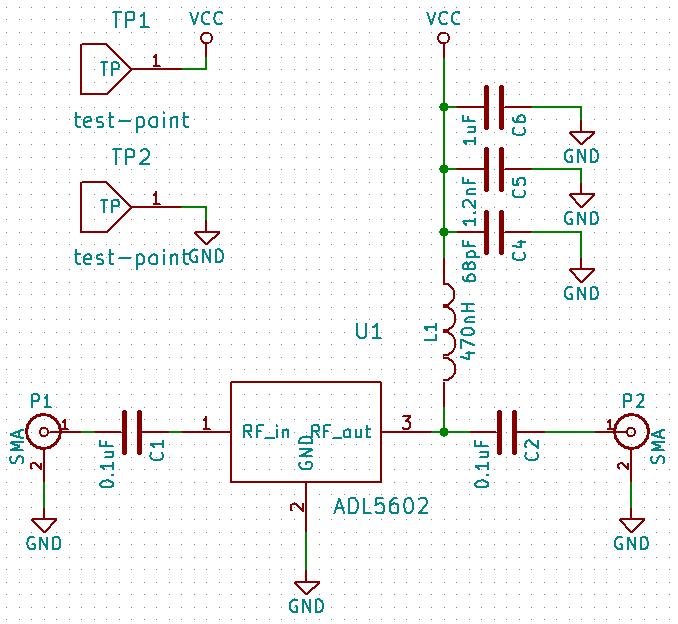 TP1
VCC
VCC
TP
1
test-point
1uF
C6
GND
TP2
1.2nF
C5
TP
1
GND
test-point
GND
68pF
C4
GND
U1
L1
470nH
P1
P2
SMA
1
0.1uF
C1
1
RF_in
RF_out
GND
3
0.1uF
C2
1
SMA
2
2
2
ADL5602
GND
GND
GND